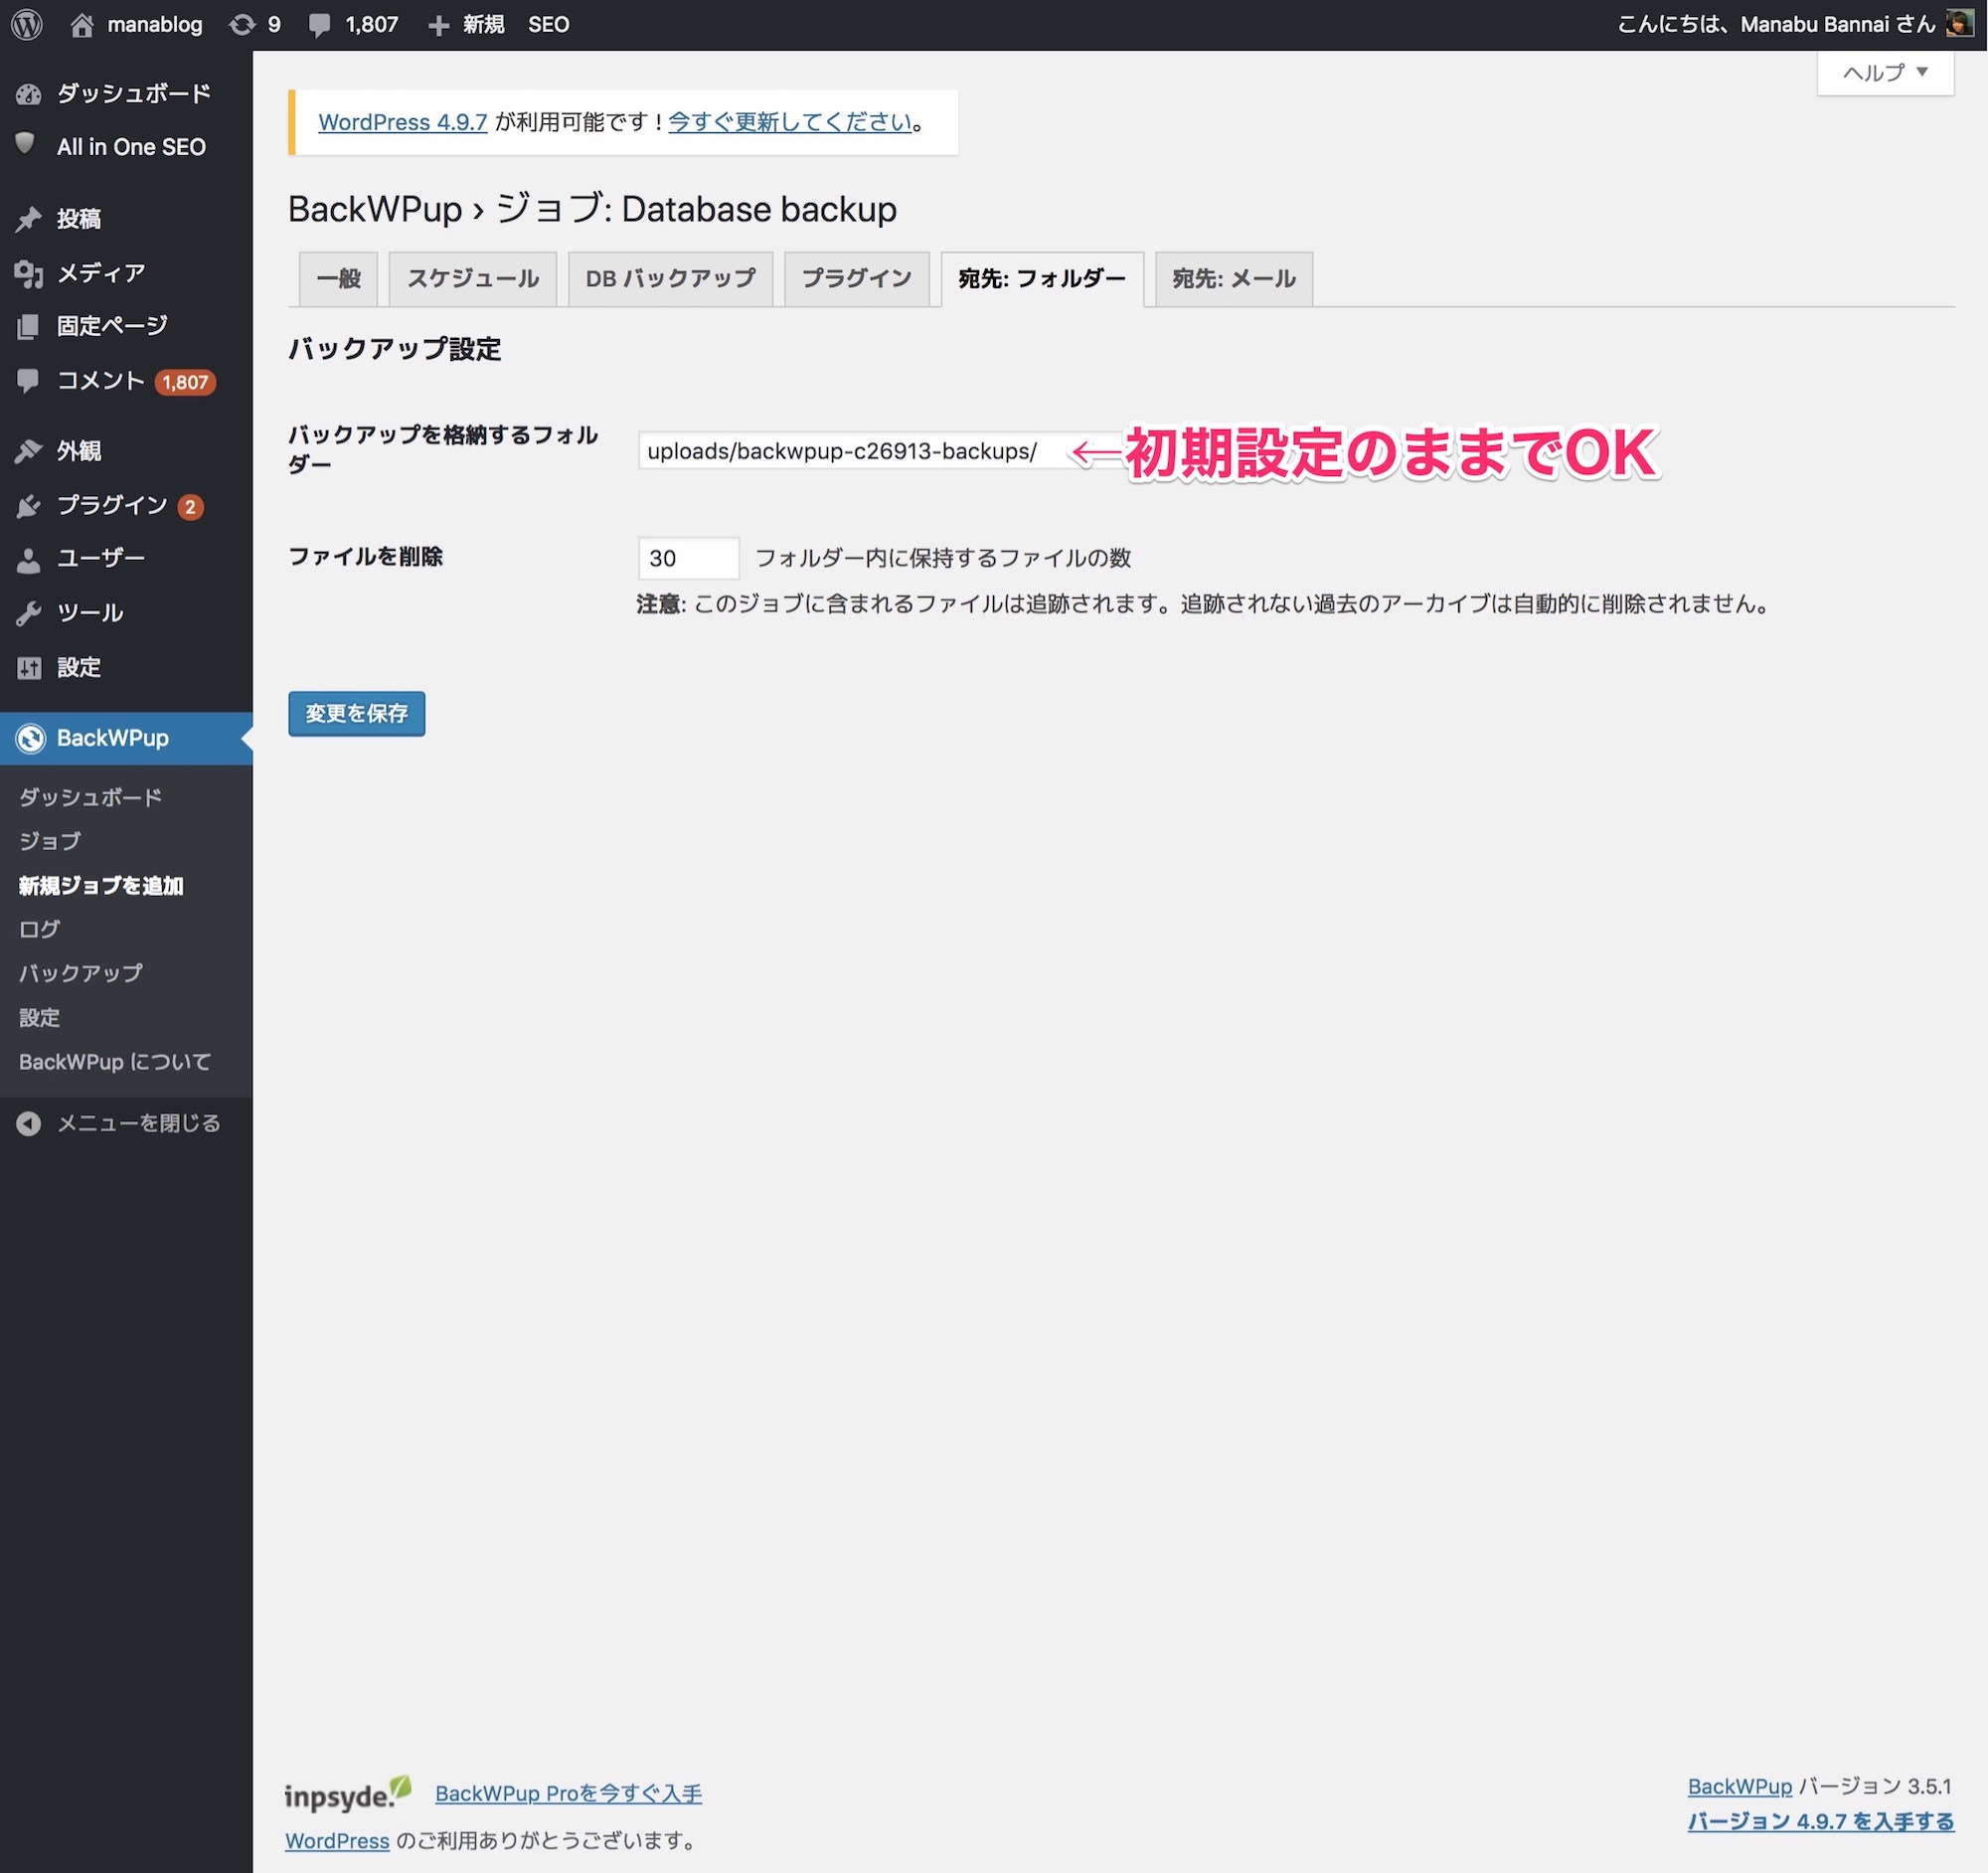 manablog 9 1,807 新規 SEO こんにちは、Manabu Bannai さん
ヘルプ ▼
ダッシュボード
All in One SEO
投稿
メディア
固定ページ
コメント 1,807
外観
プラグイン 2
ユーザー
ツール
設定
BackWPup
ダッシュボード
ジョブ
新規ジョブを追加
ログ
バックアップ
設定
BackWPup について
メニューを閉じる
WordPress 4.9.7 が利用可能です ! 今すぐ更新してください。
BackWPup › ジョブ: Database backup
一般 スケジュール DB バックアップ プラグイン 宛先: フォルダー 宛先: メール
バックアップ設定
バックアップを格納するフォル
ダー
uploads/backwpup-c26913-backups/ ←初期設定のままでOK
ファイルを削除 30 フォルダー内に保持するファイルの数
注意: このジョブに含まれるファイルは追跡されます。追跡されない過去のアーカイブは自動的に削除されません。
変更を保存
inpsyde. BackWPup Proを今すぐ入手
WordPress のご利用ありがとうございます。
BackWPup バージョン 3.5.1
バージョン 4.9.7 を入手する